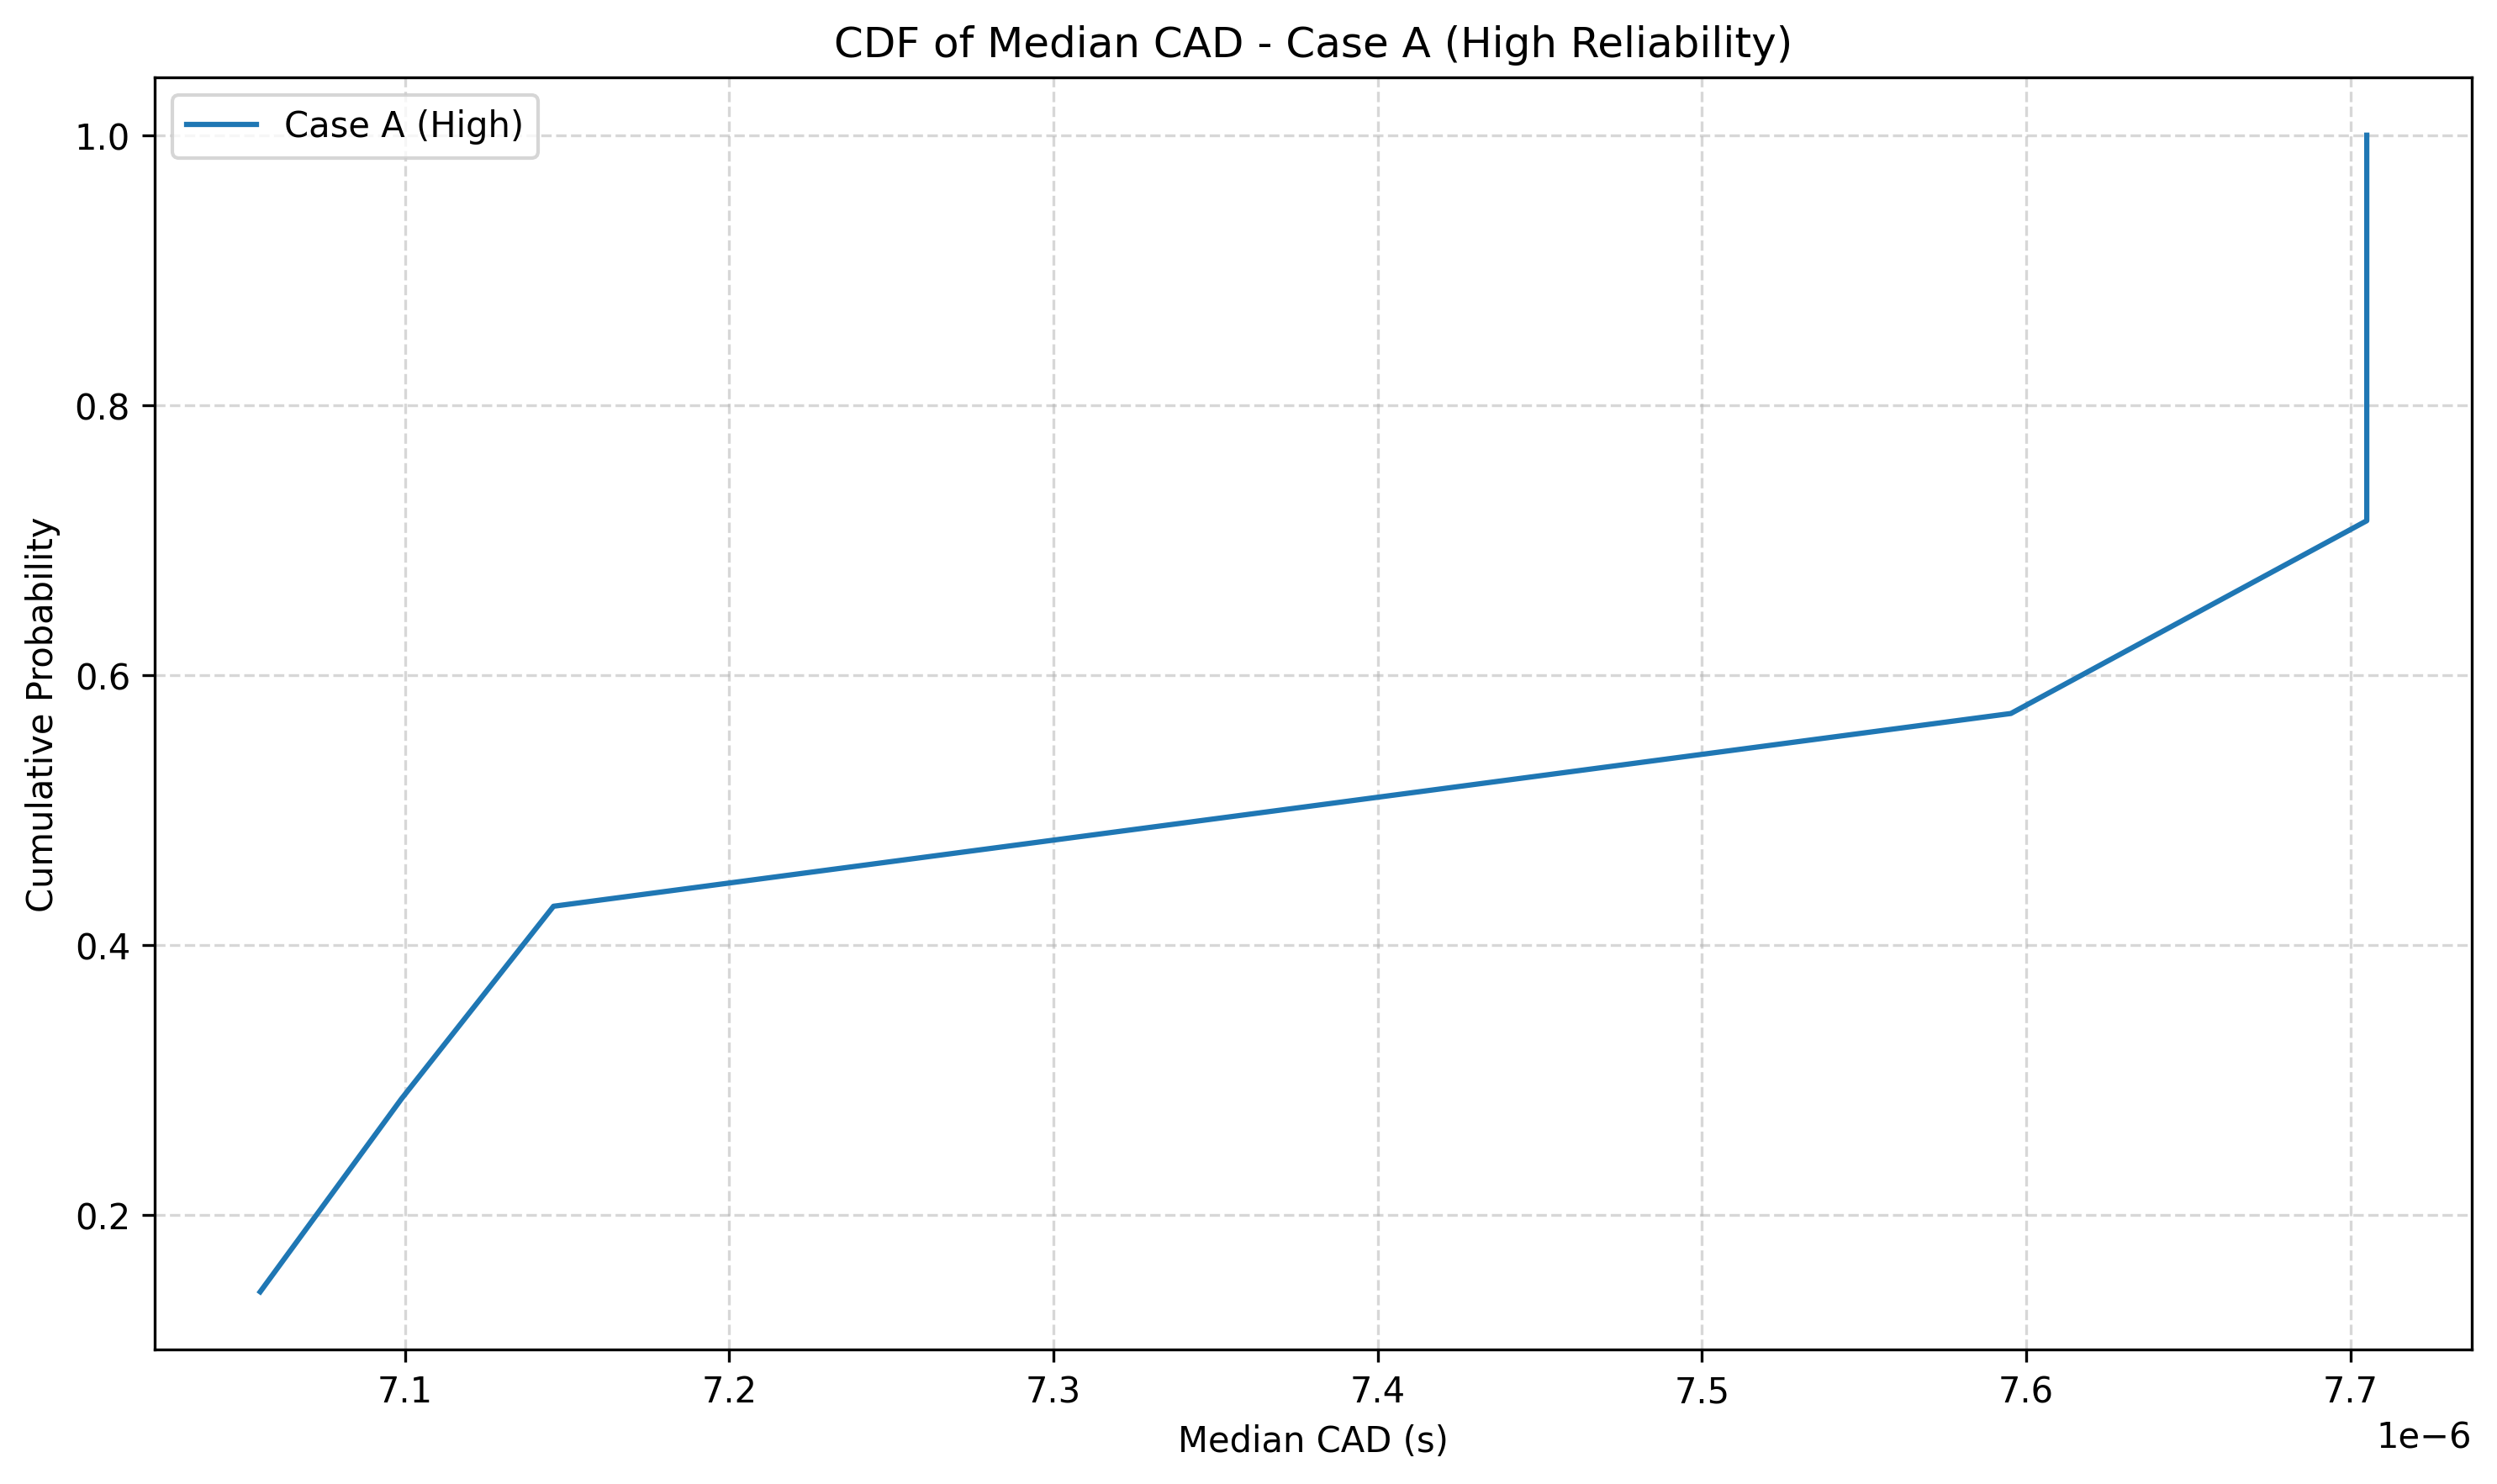 CDF of Median CAD - Case A (High Reliability)
Case A (High)
1.0
0.8
0.6
0.4
0.2
Cumulative Probability
7.1 7.2 7.3 7.4 7.5 7.6 7.7
Median CAD (s)
1e−6